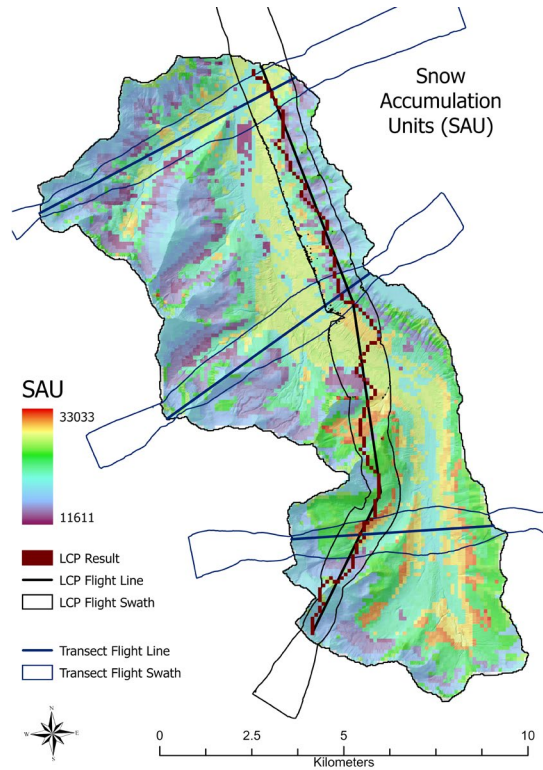 Snow
Accumulation
Units (SAU)
SAU
33033
11611
LCP Result
LCP Flight Line
LCP Flight Swath
Transect Flight Line
Transect Flight Swath
N
W E
S
0 2.5 5 10
Kilometers